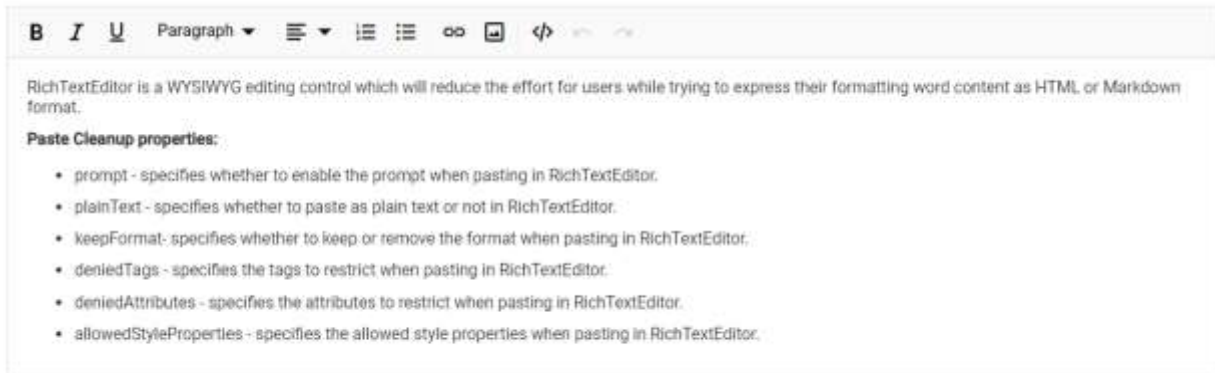 B I U Paragraph
RichTextEditor is a WYSIWYG editing control which will reduce the effort for users while trying to express their formatting word content as HTML or Markdown
format.
Paste Cleanup properties:
• prompt - specifies whether to enable the prompt when pasting in RichTextEditor.
• plainText - specifies whether to paste as plain text or not in RichTextEditor.
• keepFormat- specifies whether to keep or remove the format when pasting in RichTextEditor.
• deniedTags - specifies the tags to restrict when pasting in RichTextEditor.
• deniedAttributes - specifies the attributes to restrict when pasting in RichTextEditor.
• allowedStyleProperties - specifies the allowed style properties when pasting in RichTextEditor.